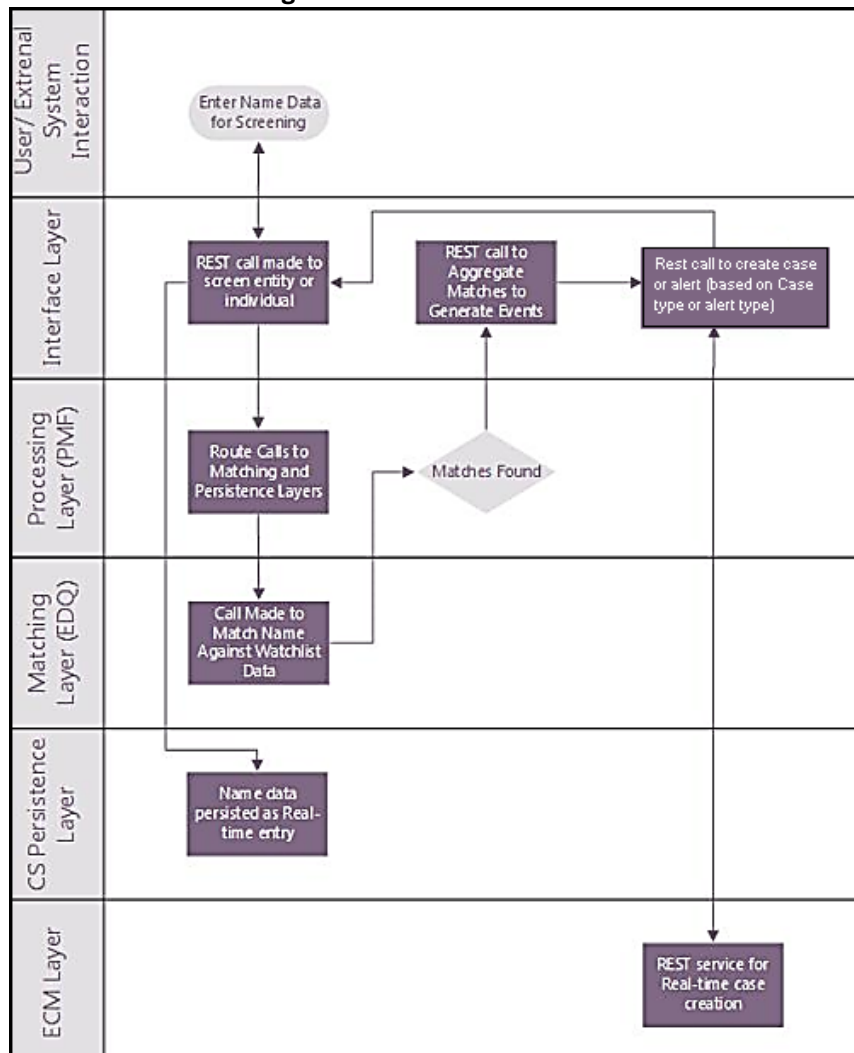 User/ Extrenal
System
Interaction
Enter Name Data
for Screening
Interface Layer
REST call made to
screen entity or
individual
REST call to
Aggregate
Matches to
Generate Events
Rest call to create case
or alert (based on Case
type or alert type)
Processing
Layer (PMF)
Route Calls to
Matching and
Persistence Layers
Matches Found
Matching
Layer (EDQ)
Call Made to
Match Name
Against Watchlist
Data
CS Persistence
Layer
Name data
persisted as Real-
time entry
ECM Layer
REST service for
Real-time case
creation